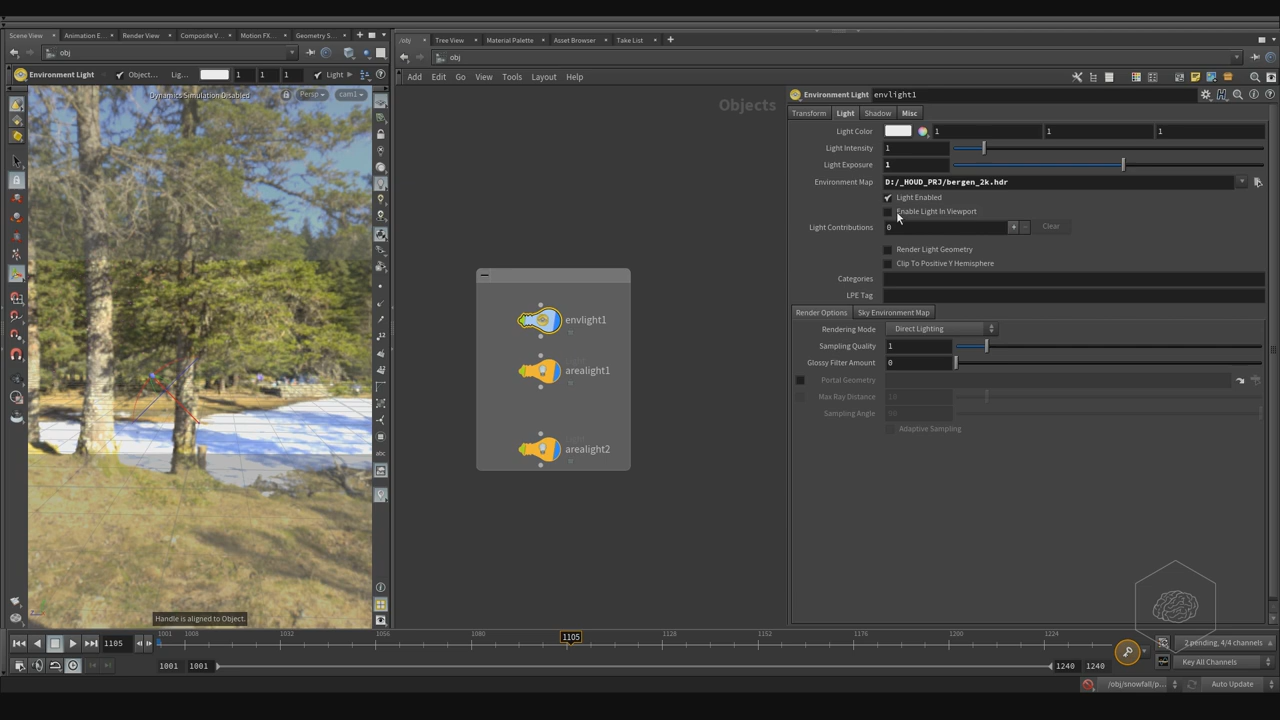 Scene View Animation E... Render View Composite V... Motion FX... Geometry S...
/obj Tree View Material Palette Asset Browser Take List
obj
obj
Environment Light Object... Lig... 1 1 1 Light
Add Edit Go View Tools Layout Help
Dynamics Simulation Disabled
Persp cam1
Objects
Environment Light envlight1
Transform Light Shadow Misc
Light Color 1 1 1
Light Intensity 1
Light Exposure 1
Environment Map D:/_HOUD_PRJ/bergen_2k.hdr
Light Enabled
Enable Light In Viewport
Light Contributions 0 + - Clear
Render Light Geometry
Clip To Positive Y Hemisphere
Categories
LPE Tag
Render Options Sky Environment Map
Rendering Mode Direct Lighting
Sampling Quality 1
Glossy Filter Amount 0
Portal Geometry
Max Ray Distance 10
Sampling Angle
Adaptive Sampling
envlight1
arealight1
arealight2
12
abc
Handle is aligned to Object.
1105
1001 1008 1032 1056 1080 1105 1128 1152 1176 1200 1224
2 pending, 4/4 channels
1001 1001 1240 1240
Key All Channels
/obj/snowfall/p... Auto Update